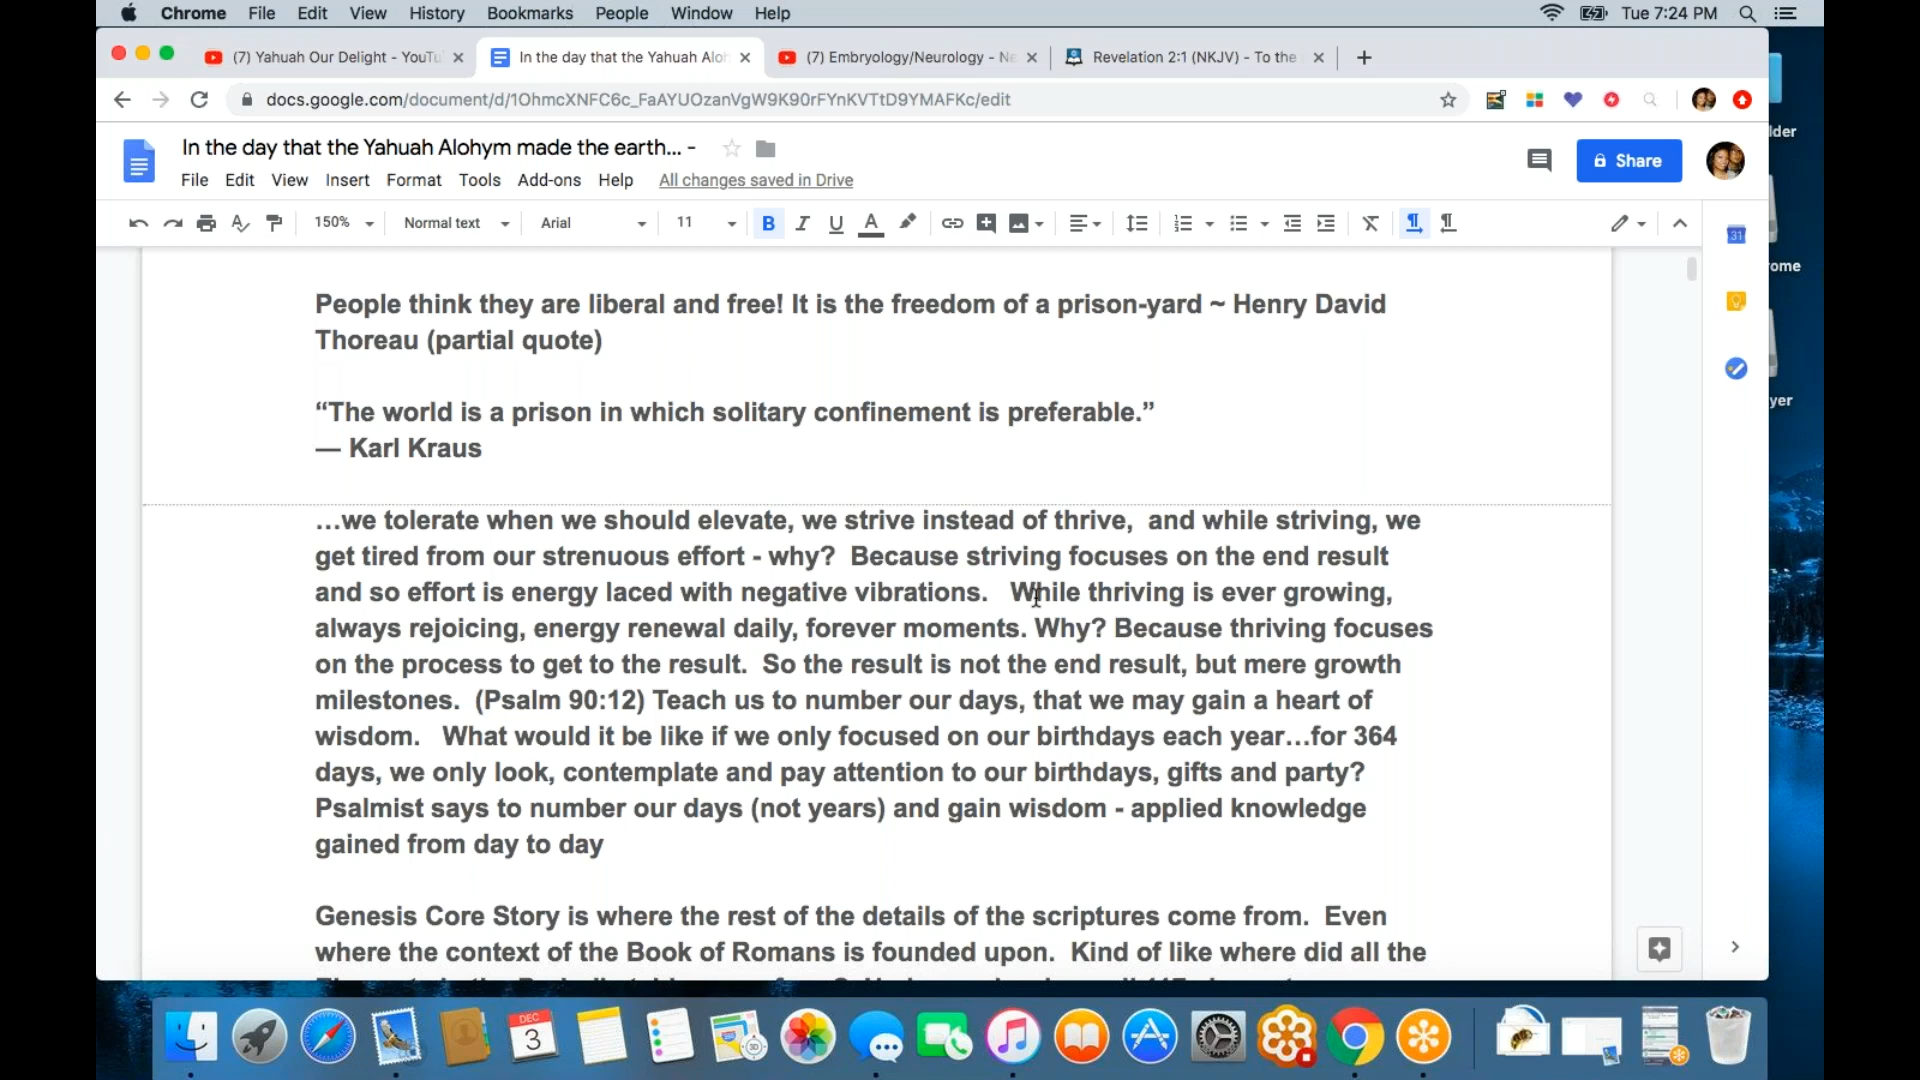 Chrome File Edit View History Bookmarks People Window Help Tue 7:24 PM
(7) Yahuah Our Delight - YouTu In the day that the Yahuah Aloh (7) Embryology/Neurology - Ne Revelation 2:1 (NKJV) - To the
docs.google.com/document/d/1OhmcXNFC6c_FaAYUOzanVgW9K90rFYnKVTtD9YMAFKc/edit
In the day that the Yahuah Alohym made the earth... -
Share
File Edit View Insert Format Tools Add-ons Help All changes saved in Drive
150% Normal text Arial 11 B I U A
31
People think they are liberal and free! It is the freedom of a prison-yard ~ Henry David
Thoreau (partial quote)
“The world is a prison in which solitary confinement is preferable.”
— Karl Kraus
…we tolerate when we should elevate, we strive instead of thrive, and while striving, we
get tired from our strenuous effort - why? Because striving focuses on the end result
and so effort is energy laced with negative vibrations. While thriving is ever growing,
always rejoicing, energy renewal daily, forever moments. Why? Because thriving focuses
on the process to get to the result. So the result is not the end result, but mere growth
milestones. (Psalm 90:12) Teach us to number our days, that we may gain a heart of
wisdom. What would it be like if we only focused on our birthdays each year…for 364
days, we only look, contemplate and pay attention to our birthdays, gifts and party?
Psalmist says to number our days (not years) and gain wisdom - applied knowledge
gained from day to day
Genesis Core Story is where the rest of the details of the scriptures come from. Even
where the context of the Book of Romans is founded upon. Kind of like where did all the
lder
ome
yer
DEC
3